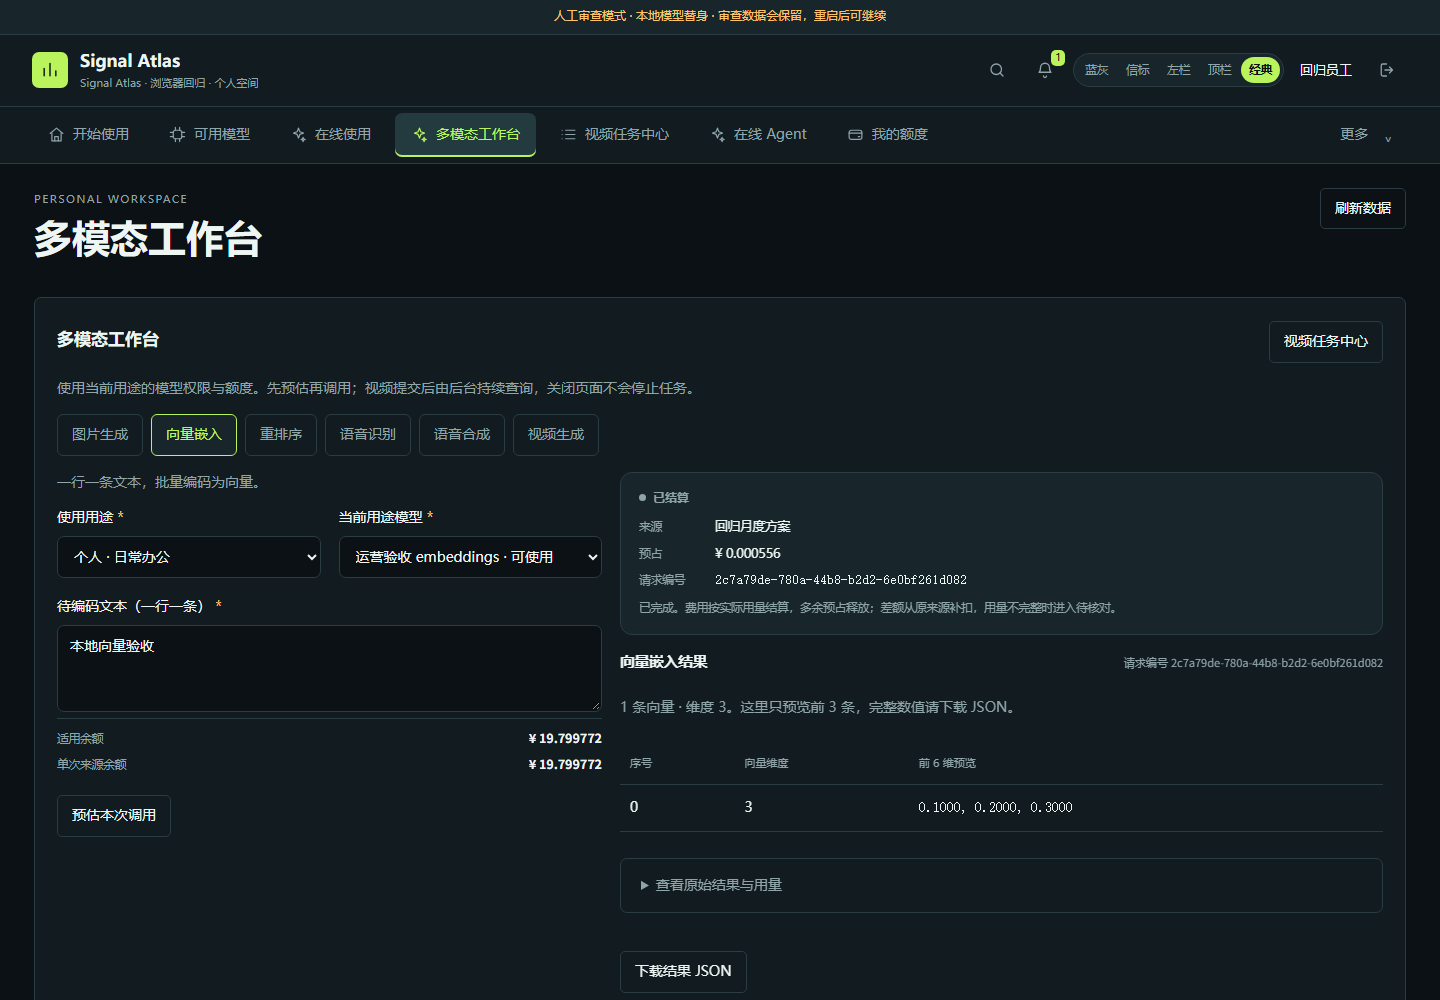 人工审查模式 · 本地模型替身 · 审查数据会保留，重启后可继续
Signal Atlas
Signal Atlas · 浏览器回归 · 个人空间
1
蓝灰 信标 左栏 顶栏 经典
回归员工
开始使用 可用模型 在线使用 多模态工作台 视频任务中心 在线 Agent 我的额度 更多
PERSONAL WORKSPACE
多模态工作台
刷新数据
多模态工作台
视频任务中心
使用当前用途的模型权限与额度。先预估再调用；视频提交后由后台持续查询，关闭页面不会停止任务。
图片生成 向量嵌入 重排序 语音识别 语音合成 视频生成
一行一条文本，批量编码为向量。
使用用途 * 当前用途模型 *
个人 · 日常办公 运营验收 embeddings · 可使用
待编码文本（一行一条） *
本地向量验收
适用余额 ¥ 19.799772
单次来源余额 ¥ 19.799772
预估本次调用
已结算
来源 回归月度方案
预占 ¥ 0.000556
请求编号 2c7a79de-780a-44b8-b2d2-6e0bf261d082
已完成。费用按实际用量结算，多余预占释放；差额从原来源补扣，用量不完整时进入待核对。
向量嵌入结果 请求编号 2c7a79de-780a-44b8-b2d2-6e0bf261d082
1 条向量 · 维度 3。这里只预览前 3 条，完整数值请下载 JSON。
序号 向量维度 前 6 维预览
0 3 0.1000, 0.2000, 0.3000
查看原始结果与用量
下载结果 JSON